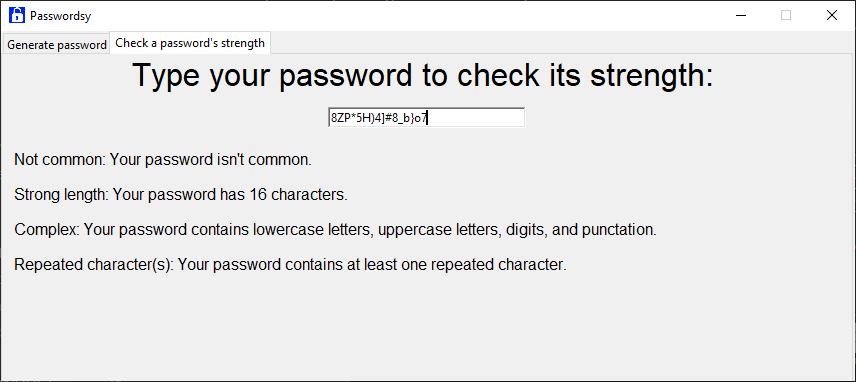 Passwordsy
Generate password Check a password's strength
Type your password to check its strength:
8ZP*5H)4]#8_b}o7
Not common: Your password isn't common.
Strong length: Your password has 16 characters.
Complex: Your password contains lowercase letters, uppercase letters, digits, and punctation.
Repeated character(s): Your password contains at least one repeated character.